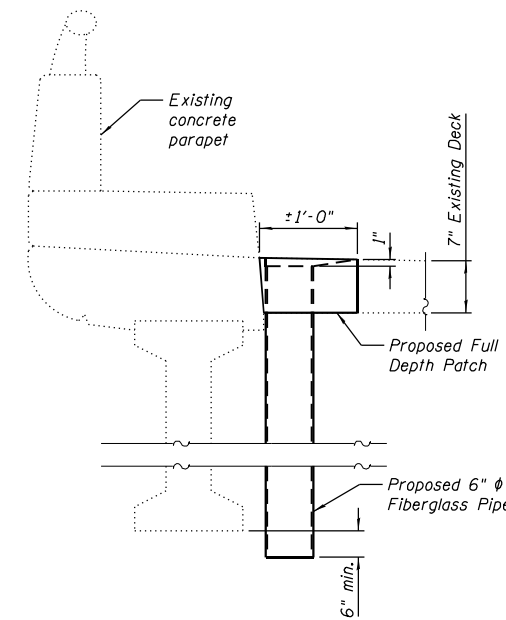 Existing
concrete
parapet
±1'-0"
1"
7" Existing Deck
Proposed Full
Depth Patch
Proposed 6" ϕ
Fiberglass Pipe
6" min.